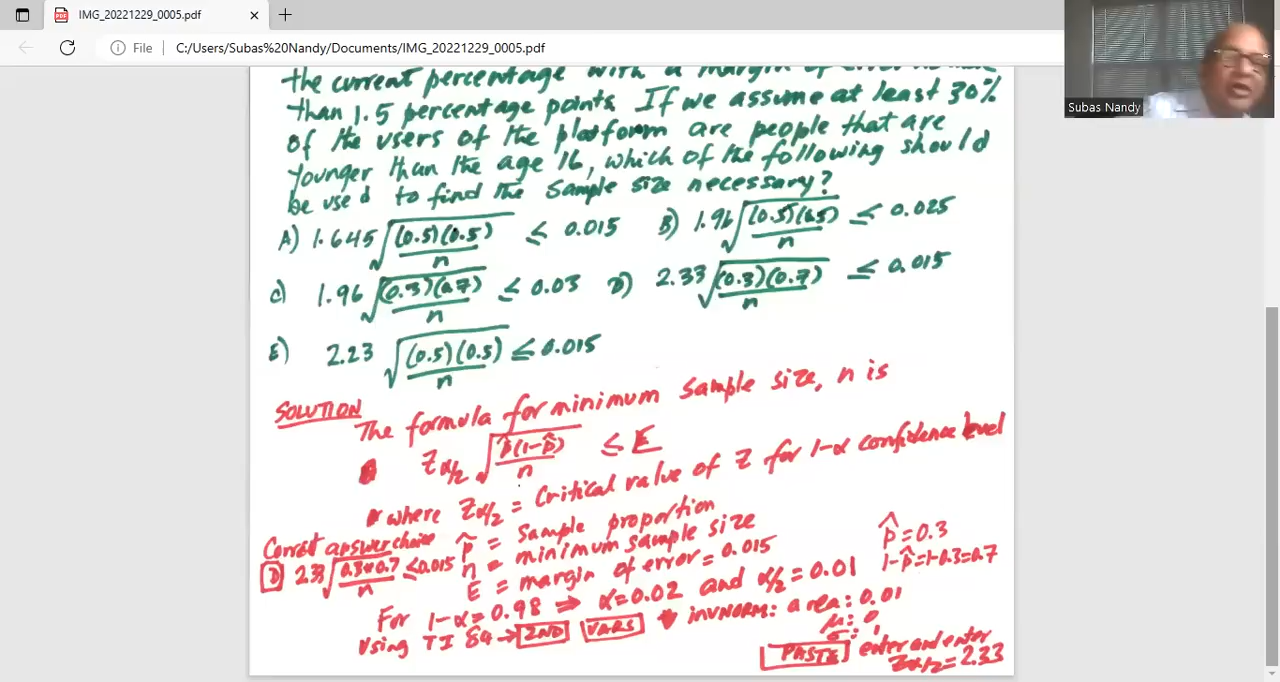 IMG_20221229_0005.pdf
File
C:/Users/Subas%20Nandy/Documents/IMG_20221229_0005.pdf
Subas Nandy
the current percentage with a margin of
than 1.5 percentage points. If we assume at least 30%
of the users of the platform are people that are
younger than the age 16, which of the following should
be used to find the sample size necessary?
A) 1.645 √((0.5)(0.5)/n) ≤ 0.015 B) 1.96 √((0.5)(0.5)/n) ≤ 0.025
C) 1.96 √((0.3)(0.7)/n) ≤ 0.03 D) 2.33 √((0.3)(0.7)/n) ≤ 0.015
E) 2.23 √((0.5)(0.5)/n) ≤ 0.015
SOLUTION
The formula for minimum sample size, n is
Zα/2 √(p̂(1-p̂)/n) ≤ E
where Zα/2 = Critical value of Z for 1-α confidence level
p̂ = Sample proportion
n = minimum sample size
E = margin of error = 0.015
p̂ = 0.3
1-p̂ = 1-0.3 = 0.7
Correct answer choice
D) 2.33 √(0.3*0.7/n) ≤ 0.015
For 1-α = 0.98 ⇒ α = 0.02 and α/2 = 0.01
Using TI 84 → 2ND VARS invNORM: area: 0.01
μ: 0
σ: 1
PASTE enter and enter
Zα/2 = 2.33